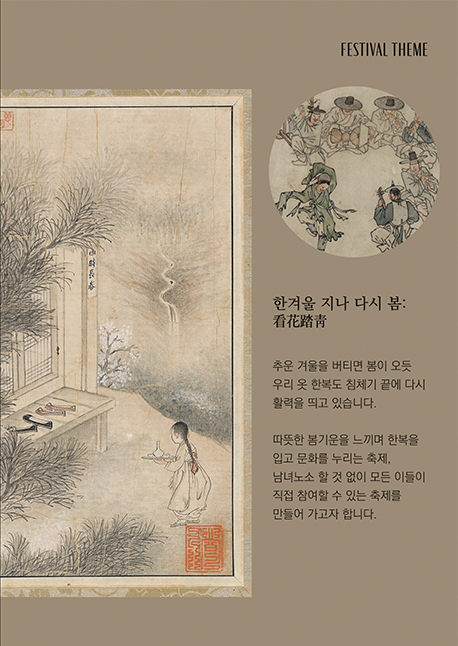 FESTIVAL THEME
한겨울 지나 다시 봄:
看花踏靑
추운 겨울을 버티면 봄이 오듯
우리 옷 한복도 침체기 끝에 다시
활력을 띄고 있습니다.
따뜻한 봄기운을 느끼며 한복을
입고 문화를 누리는 축제,
남녀노소 할 것 없이 모든 이들이
직접 참여할 수 있는 축제를
만들어 가고자 합니다.